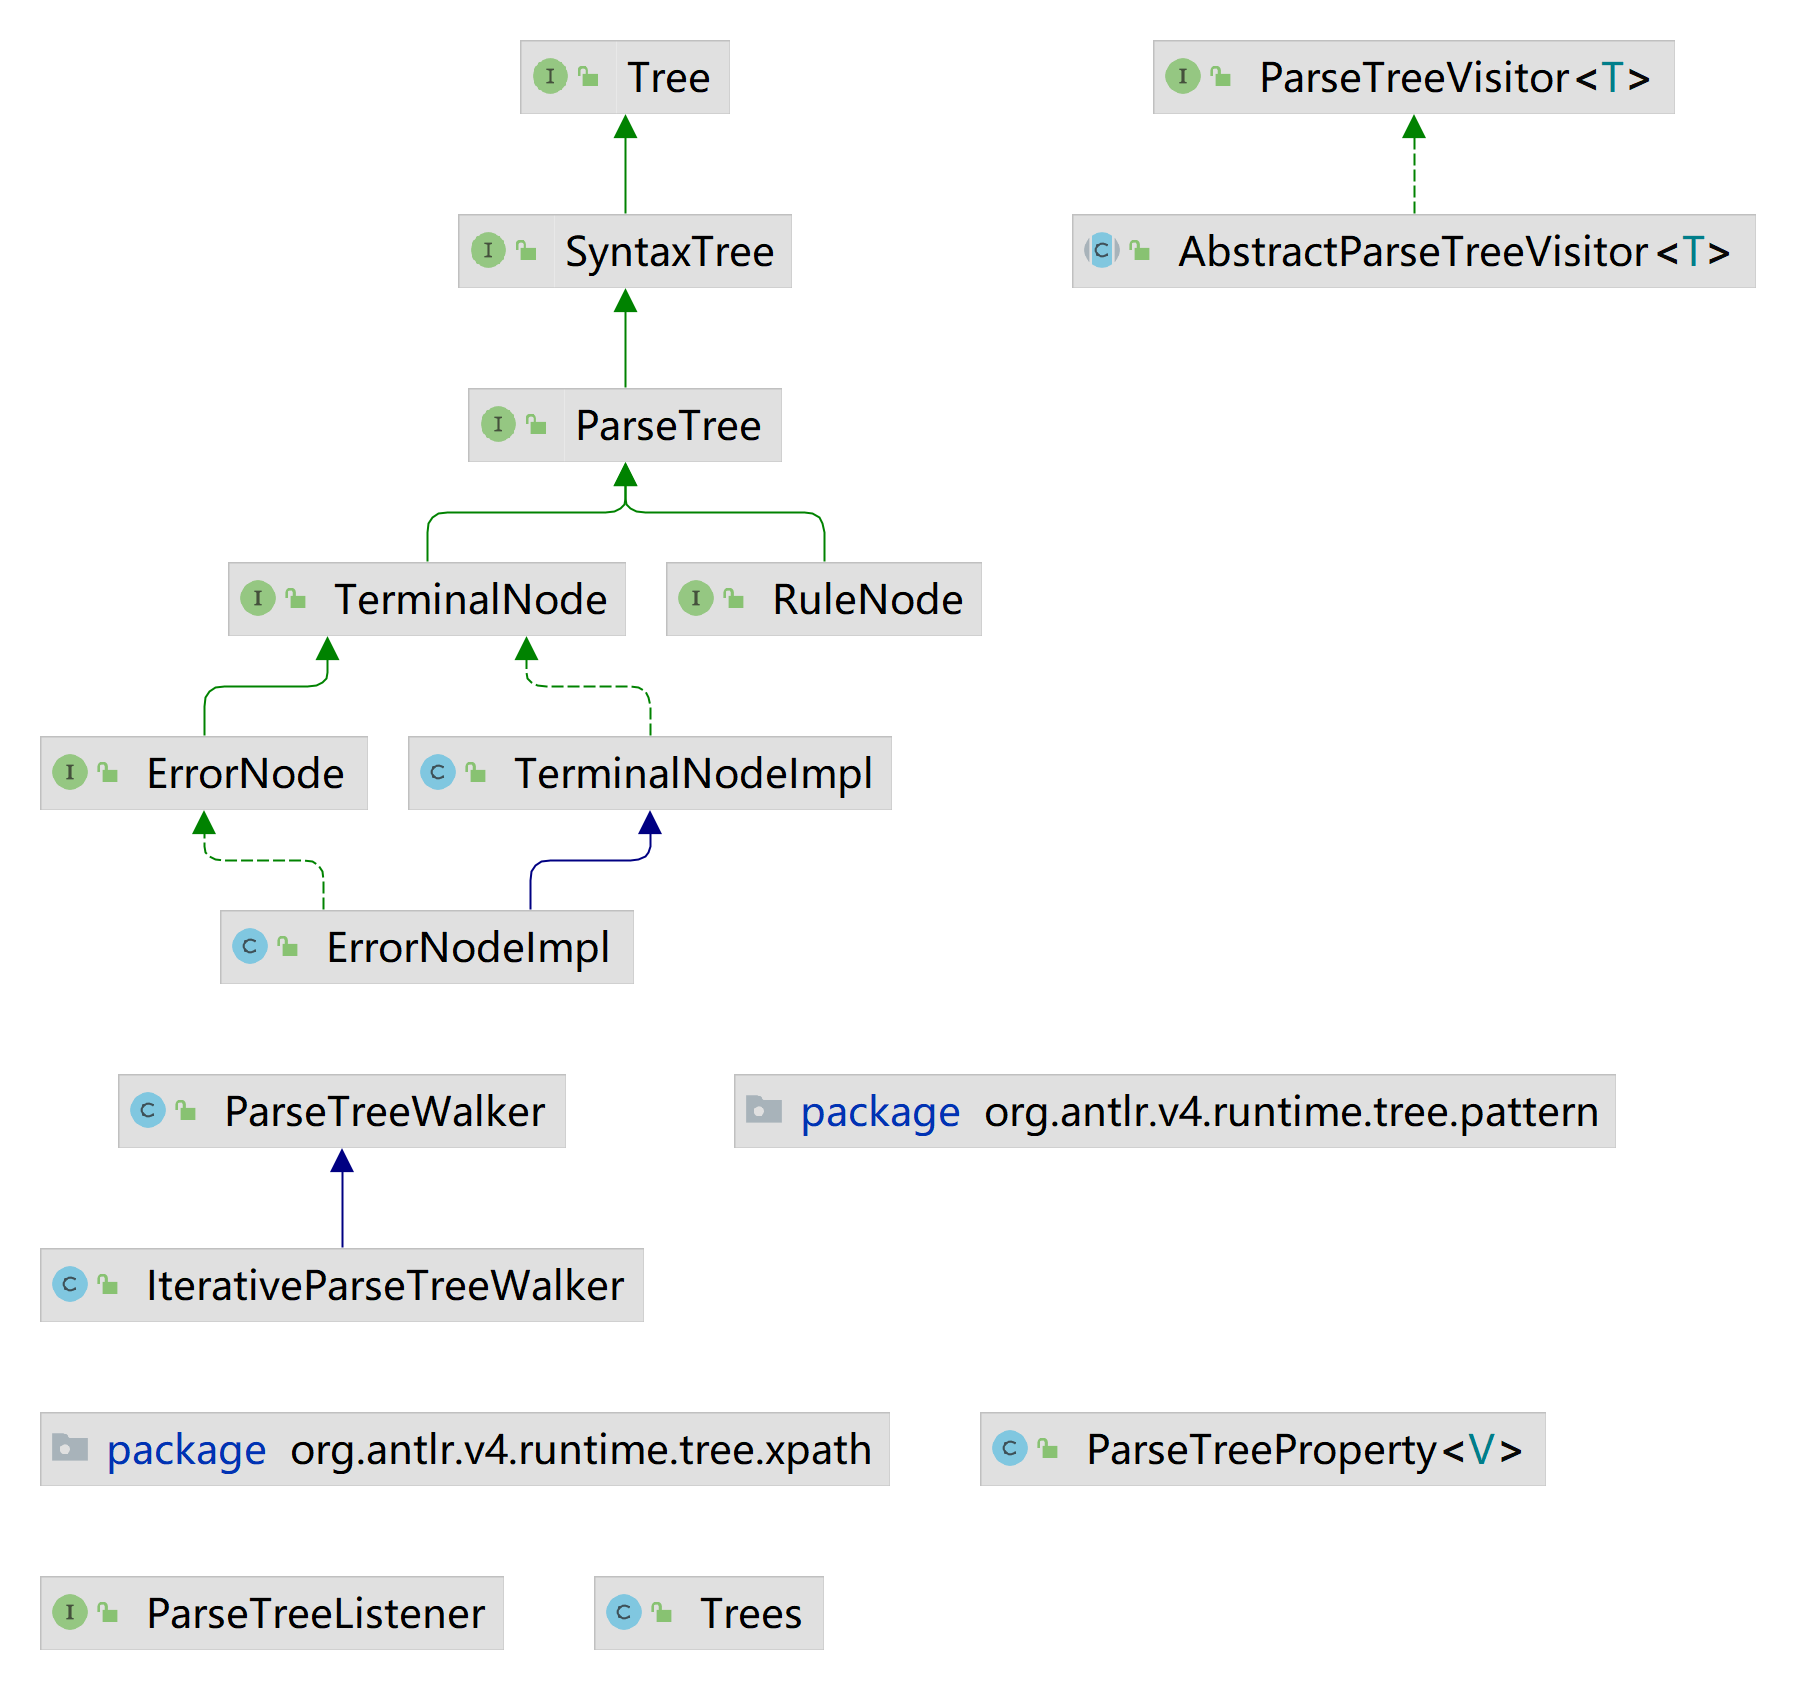 I Tree
I ParseTreeVisitor<T>
I SyntaxTree
C AbstractParseTreeVisitor<T>
I ParseTree
I TerminalNode
I RuleNode
I ErrorNode
C TerminalNodeImpl
C ErrorNodeImpl
C ParseTreeWalker
package org.antlr.v4.runtime.tree.pattern
C IterativeParseTreeWalker
package org.antlr.v4.runtime.tree.xpath
C ParseTreeProperty<V>
I ParseTreeListener
C Trees